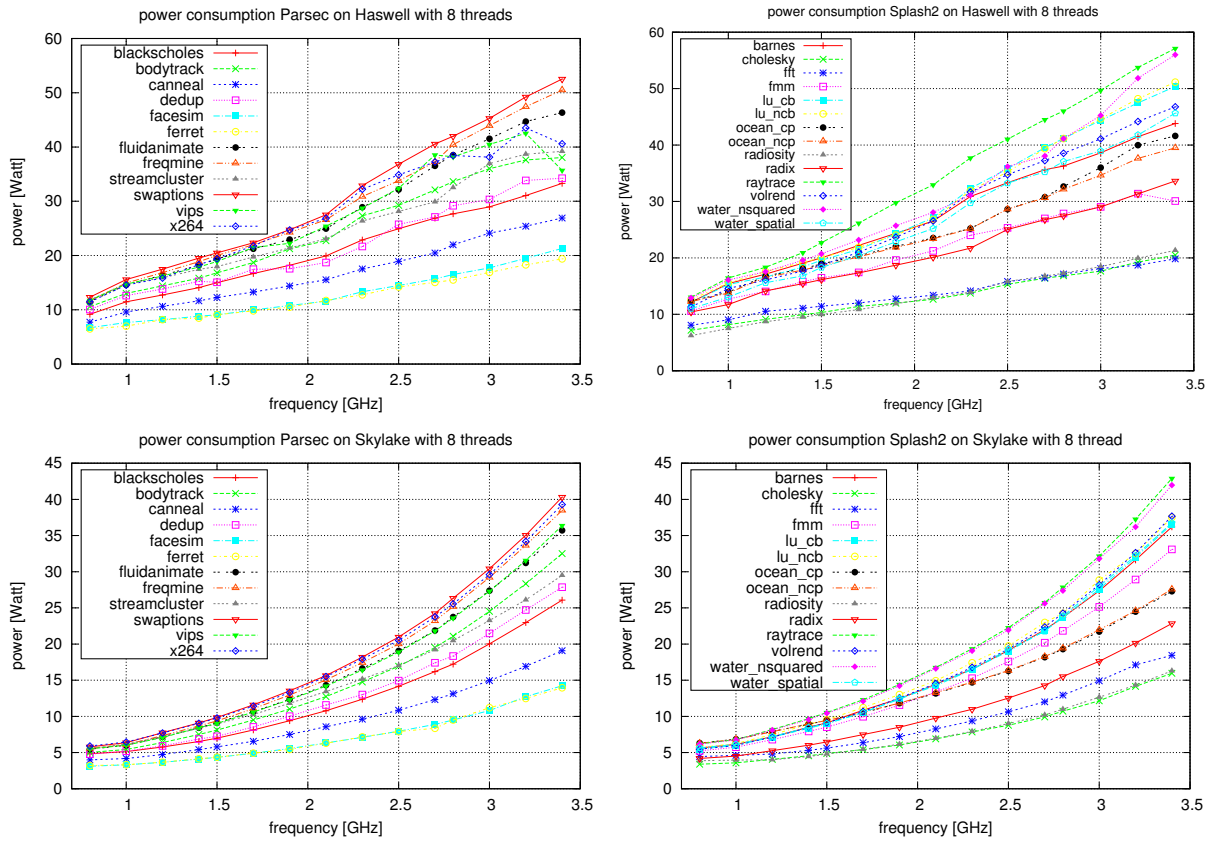 power consumption Parsec on Haswell with 8 threads
60
50
40
30
20
10
0
power [Watt]
blackscholes
bodytrack
canneal
dedup
facesim
ferret
fluidanimate
freqmine
streamcluster
swaptions
vips
x264
1
1.5
2
2.5
3
3.5
frequency [GHz]
power consumption Splash2 on Haswell with 8 threads
60
50
40
30
20
10
0
power [Watt]
barnes
cholesky
fft
fmm
lu_cb
lu_ncb
ocean_cp
ocean_ncp
radiosity
radix
raytrace
volrend
water_nsquared
water_spatial
1
1.5
2
2.5
3
3.5
frequency [GHz]
power consumption Parsec on Skylake with 8 threads
45
40
35
30
25
20
15
10
5
0
power [Watt]
blackscholes
bodytrack
canneal
dedup
facesim
ferret
fluidanimate
freqmine
streamcluster
swaptions
vips
x264
1
1.5
2
2.5
3
3.5
frequency [GHz]
power consumption Splash2 on Skylake with 8 thread
45
40
35
30
25
20
15
10
5
0
power [Watt]
barnes
cholesky
fft
fmm
lu_cb
lu_ncb
ocean_cp
ocean_ncp
radiosity
radix
raytrace
volrend
water_nsquared
water_spatial
1
1.5
2
2.5
3
3.5
frequency [GHz]